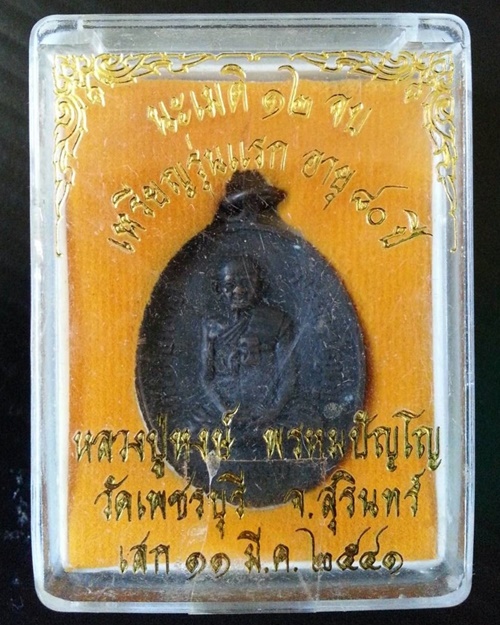 นะเมติ ๑๒ จบ
เหรียญรุ่นแรก อายุ ๘๐ ปี
หลวงปู่หงษ์ พรหมปัญโญ
วัดเพชรบุรี จ.สุรินทร์
เสก ๑๑ มี.ค. ๒๕๔๑